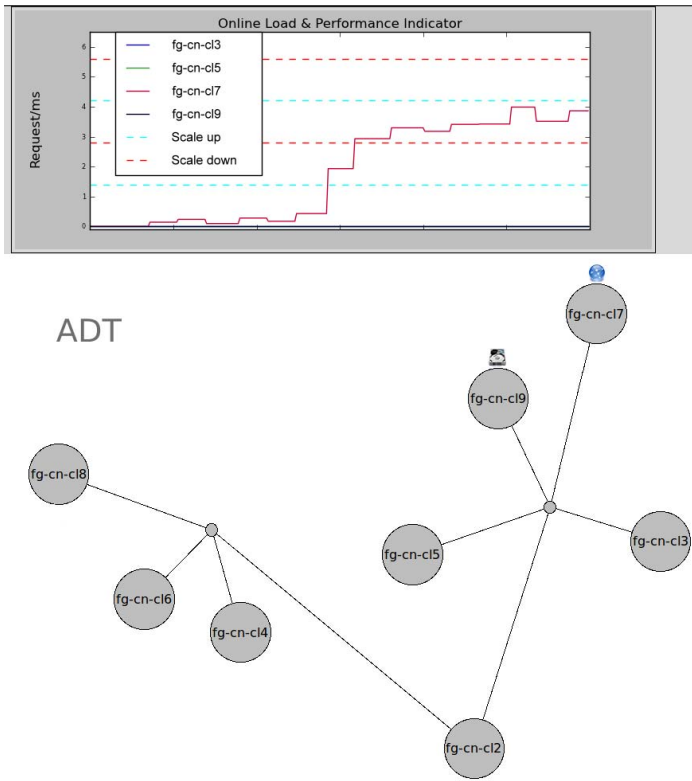 Online Load & Performance Indicator
Request/ms
6
5
4
3
2
1
0
fg-cn-cl3
fg-cn-cl5
fg-cn-cl7
fg-cn-cl9
Scale up
Scale down
ADT
fg-cn-cl7
fg-cn-cl9
fg-cn-cl8
fg-cn-cl5
fg-cn-cl3
fg-cn-cl6
fg-cn-cl4
fg-cn-cl2